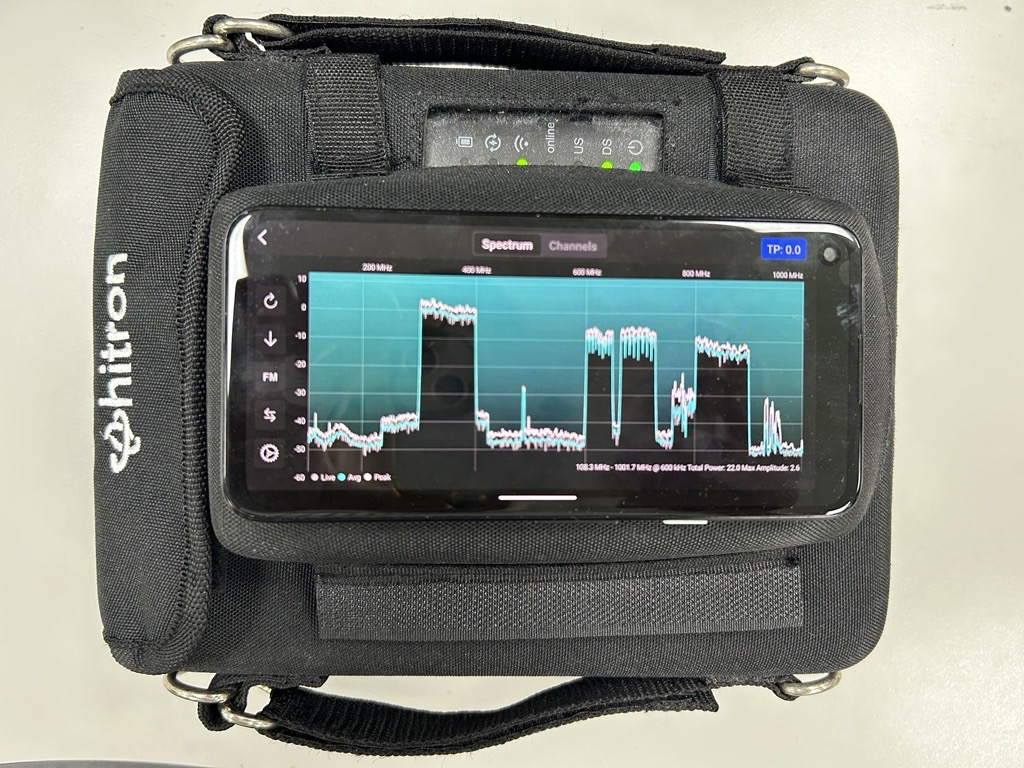 hitron
online
US
DS
Spectrum Channels
TP: 0.0
200 MHz 400 MHz 600 MHz 800 MHz 1000 MHz
10
0
-10
-20
-30
-40
-50
-60
FM
108.3 MHz - 1001.7 MHz @ 600 kHz Total Power: 22.0 Max Amplitude: 2.6
Live Avg Peak